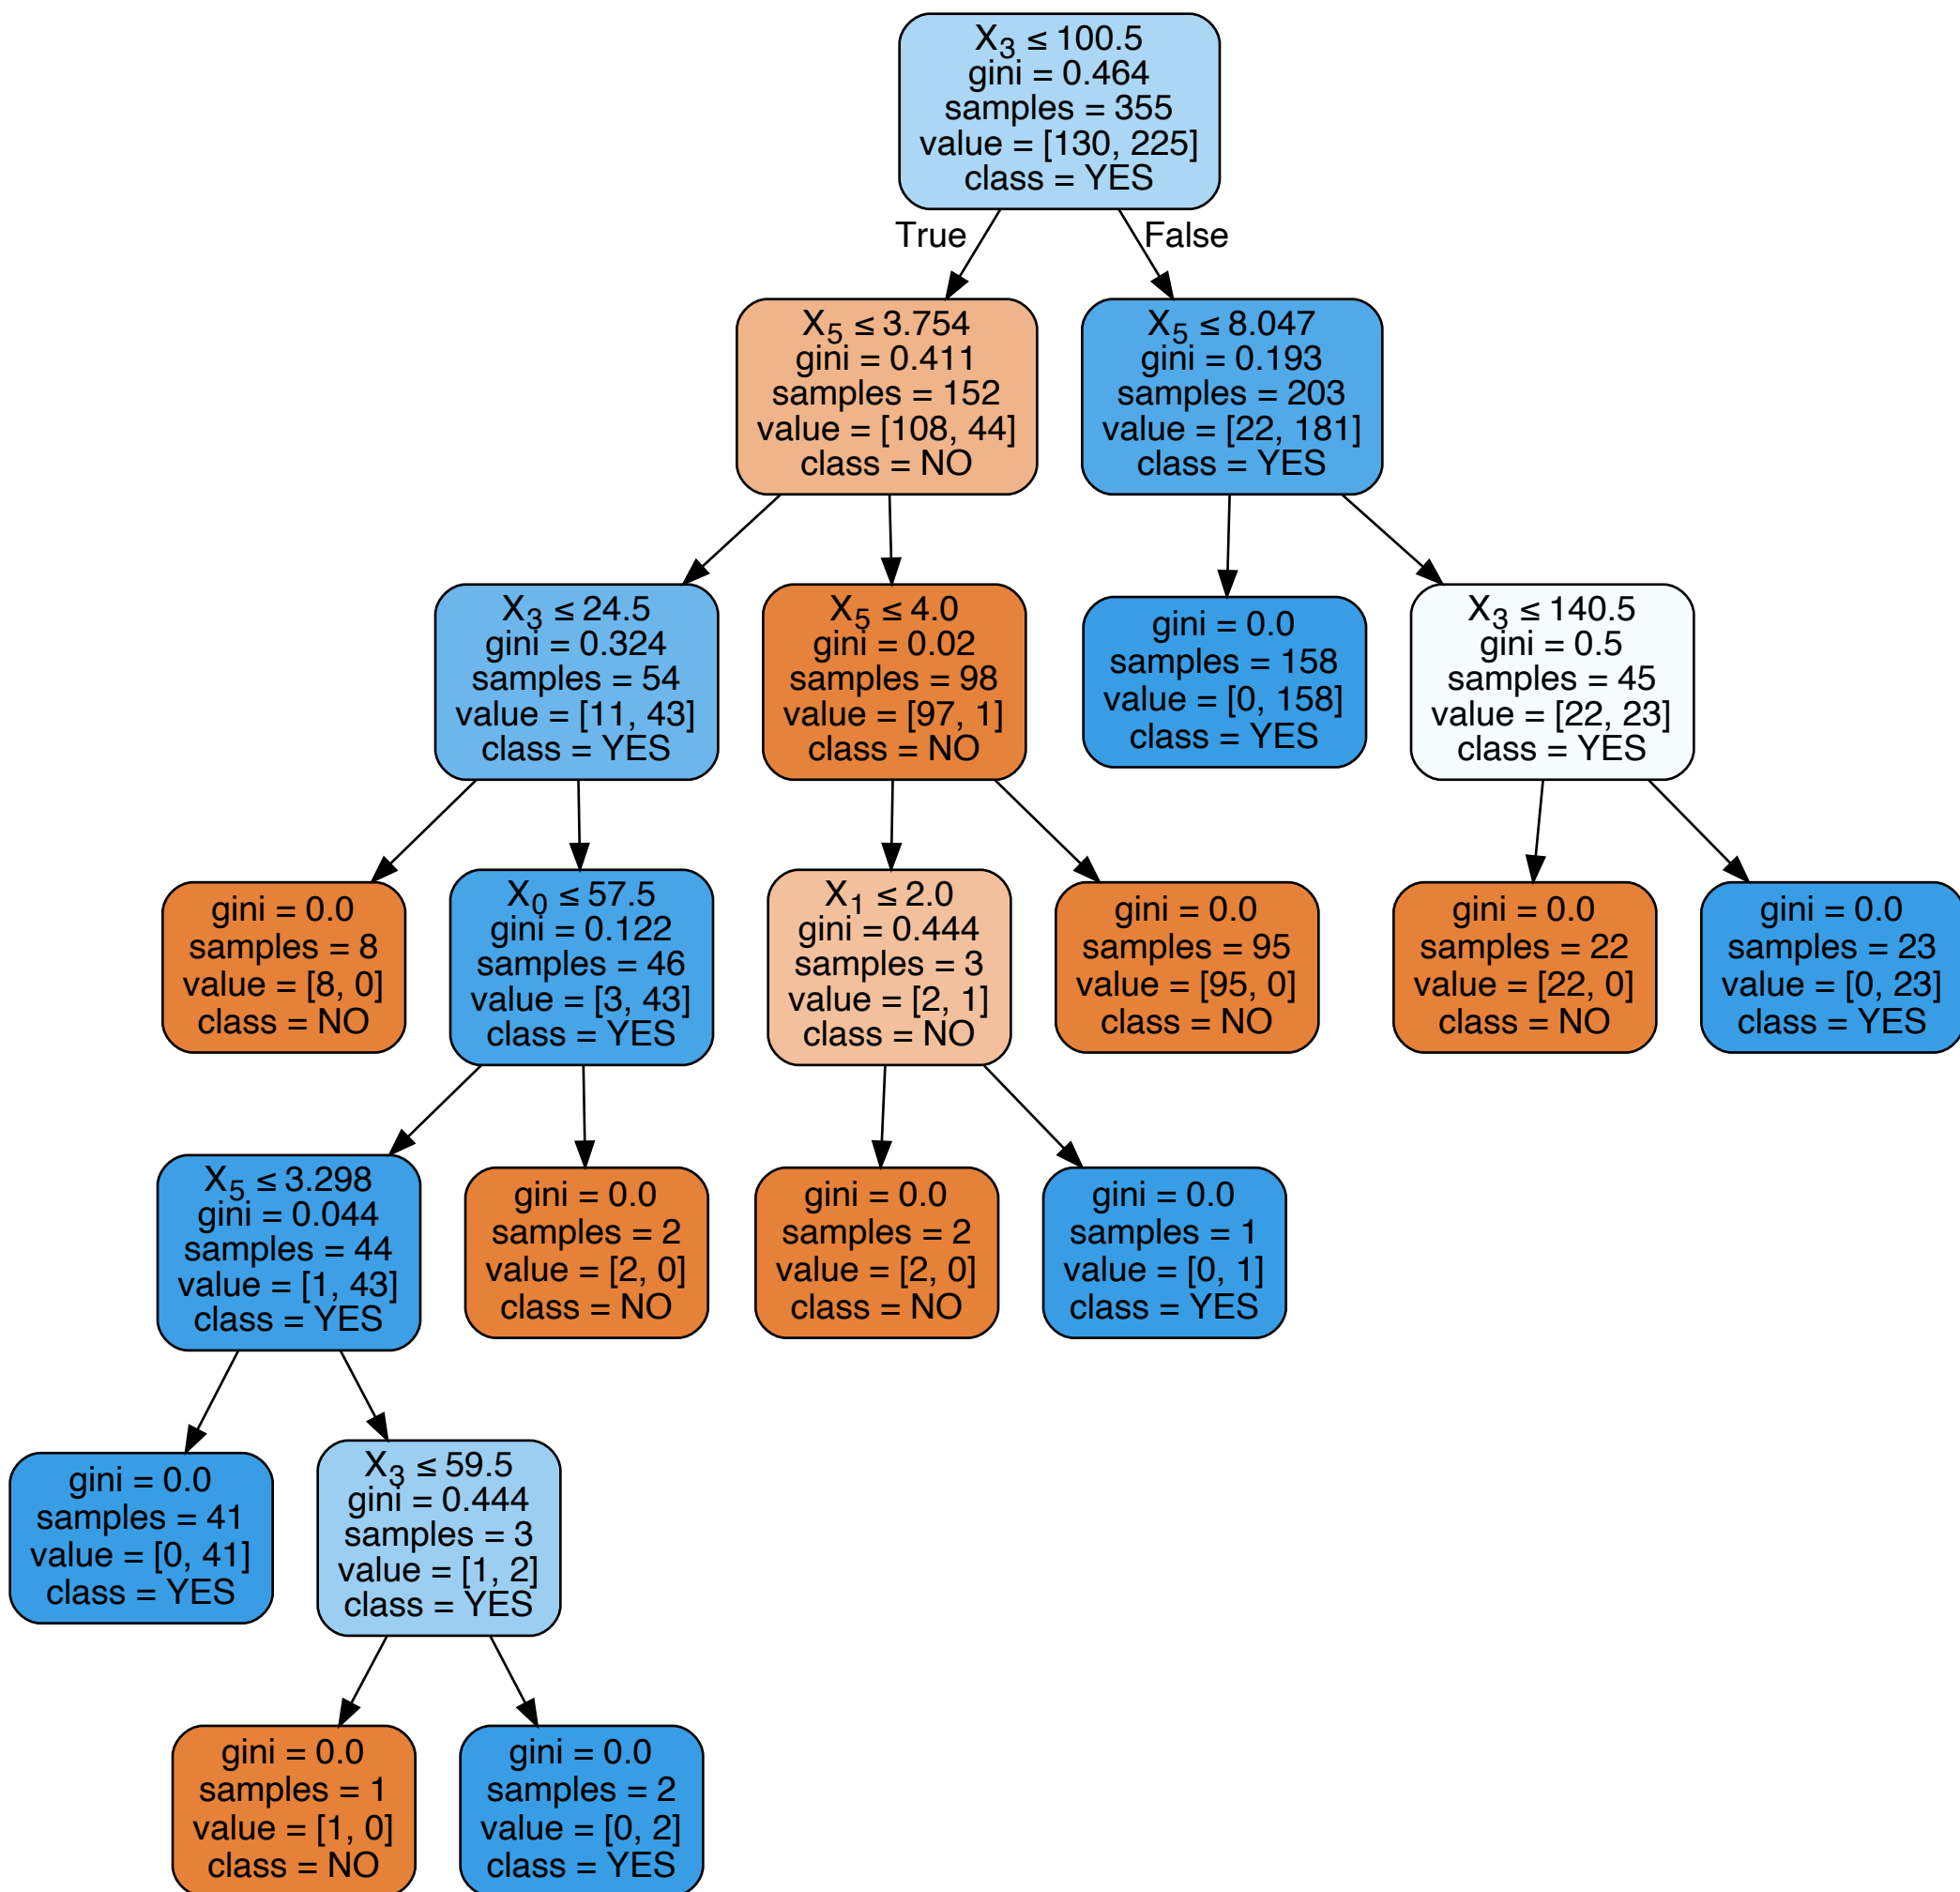 X₃ ≤ 100.5
gini = 0.464
samples = 355
value = [130, 225]
class = YES
True
False
X₅ ≤ 3.754
gini = 0.411
samples = 152
value = [108, 44]
class = NO
X₅ ≤ 8.047
gini = 0.193
samples = 203
value = [22, 181]
class = YES
X₃ ≤ 24.5
gini = 0.324
samples = 54
value = [11, 43]
class = YES
X₅ ≤ 4.0
gini = 0.02
samples = 98
value = [97, 1]
class = NO
gini = 0.0
samples = 158
value = [0, 158]
class = YES
X₃ ≤ 140.5
gini = 0.5
samples = 45
value = [22, 23]
class = YES
gini = 0.0
samples = 8
value = [8, 0]
class = NO
X₀ ≤ 57.5
gini = 0.122
samples = 46
value = [3, 43]
class = YES
X₁ ≤ 2.0
gini = 0.444
samples = 3
value = [2, 1]
class = NO
gini = 0.0
samples = 95
value = [95, 0]
class = NO
gini = 0.0
samples = 22
value = [22, 0]
class = NO
gini = 0.0
samples = 23
value = [0, 23]
class = YES
X₅ ≤ 3.298
gini = 0.044
samples = 44
value = [1, 43]
class = YES
gini = 0.0
samples = 2
value = [2, 0]
class = NO
gini = 0.0
samples = 2
value = [2, 0]
class = NO
gini = 0.0
samples = 1
value = [0, 1]
class = YES
gini = 0.0
samples = 41
value = [0, 41]
class = YES
X₃ ≤ 59.5
gini = 0.444
samples = 3
value = [1, 2]
class = YES
gini = 0.0
samples = 1
value = [1, 0]
class = NO
gini = 0.0
samples = 2
value = [0, 2]
class = YES